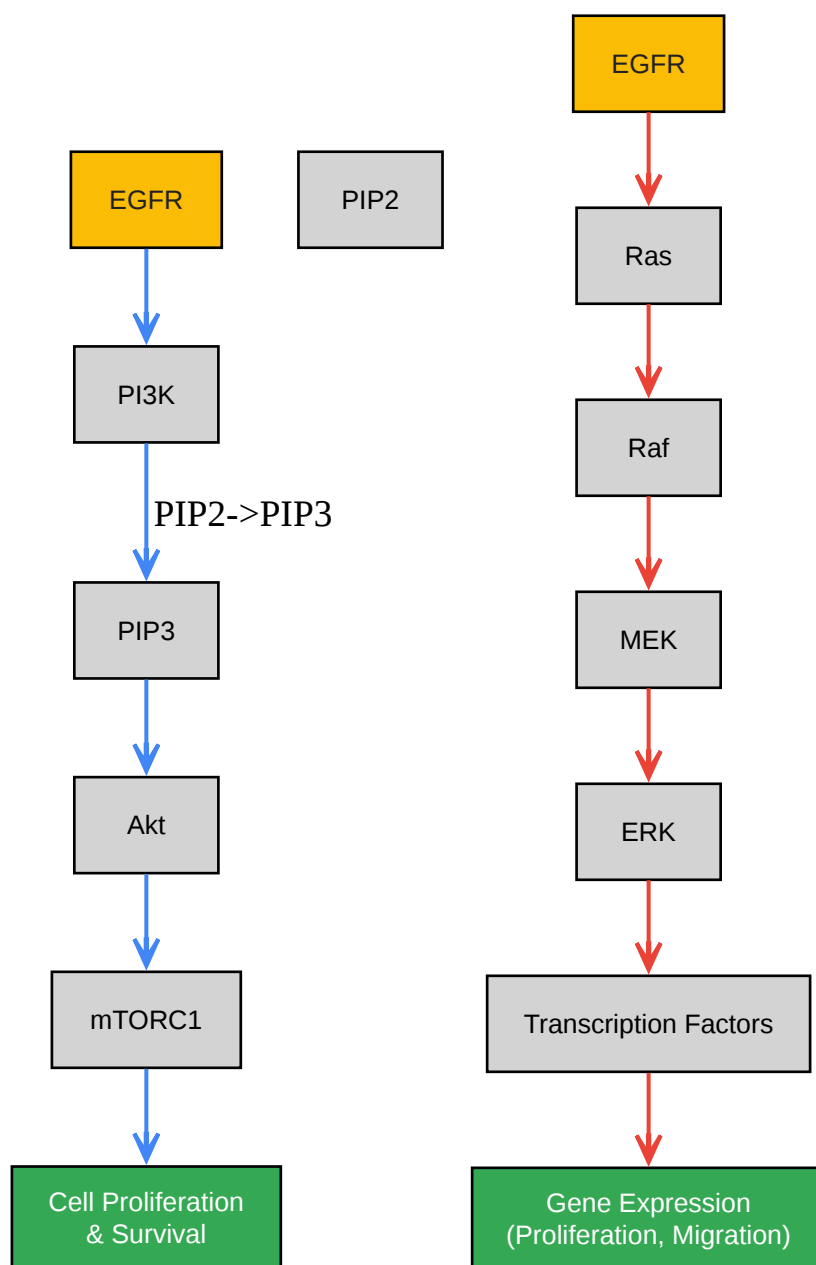 EGFR
PIP2
PI3K
PIP2->PIP3
PIP3
Akt
mTORC1
Cell Proliferation
& Survival
EGFR
Ras
Raf
MEK
ERK
Transcription Factors
Gene Expression
(Proliferation, Migration)